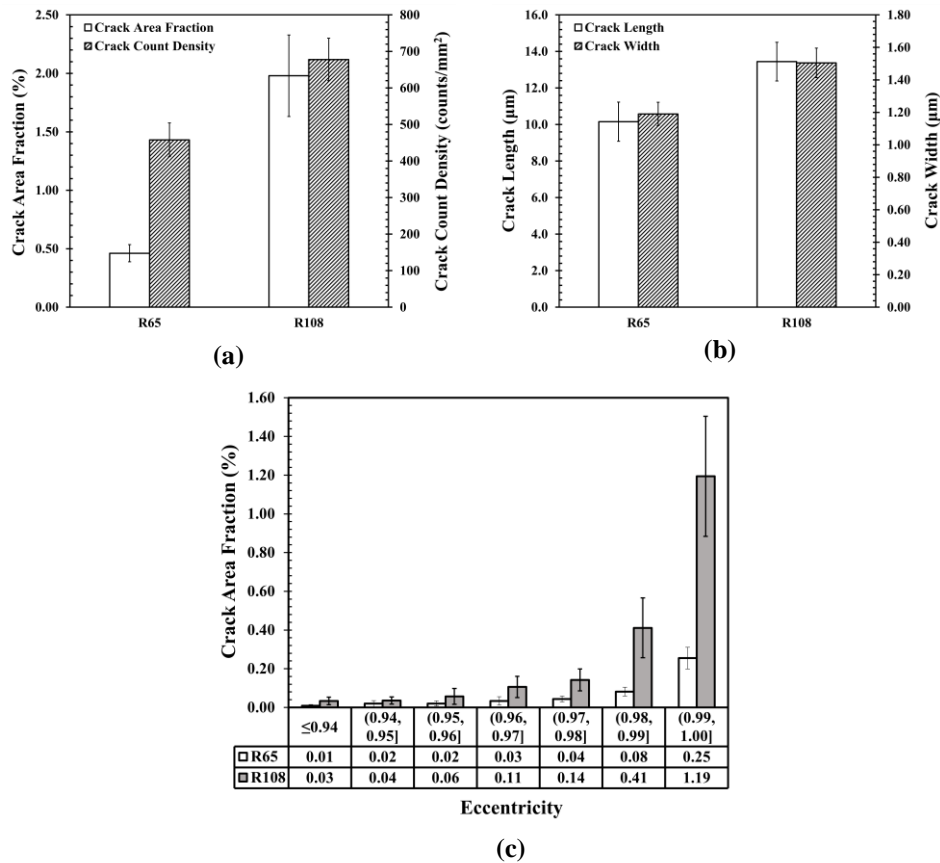 Crack Area Fraction (%)
2.50
2.00
1.50
1.00
0.50
0.00
Crack Area Fraction
Crack Count Density
800
700
600
500
400
300
200
100
0
Crack Count Density (counts/mm²)
R65 R108
(a)
Crack Length (μm)
16.0
14.0
12.0
10.0
8.0
6.0
4.0
2.0
0.0
Crack Length
Crack Width
1.80
1.60
1.40
1.20
1.00
0.80
0.60
0.40
0.20
0.00
Crack Width (μm)
R65 R108
(b)
Crack Area Fraction (%)
1.60
1.40
1.20
1.00
0.80
0.60
0.40
0.20
0.00
≤0.94 (0.94, 0.95] (0.95, 0.96] (0.96, 0.97] (0.97, 0.98] (0.98, 0.99] (0.99, 1.00]
R65 0.01 0.02 0.02 0.03 0.04 0.08 0.25
R108 0.03 0.04 0.06 0.11 0.14 0.41 1.19
Eccentricity
(c)